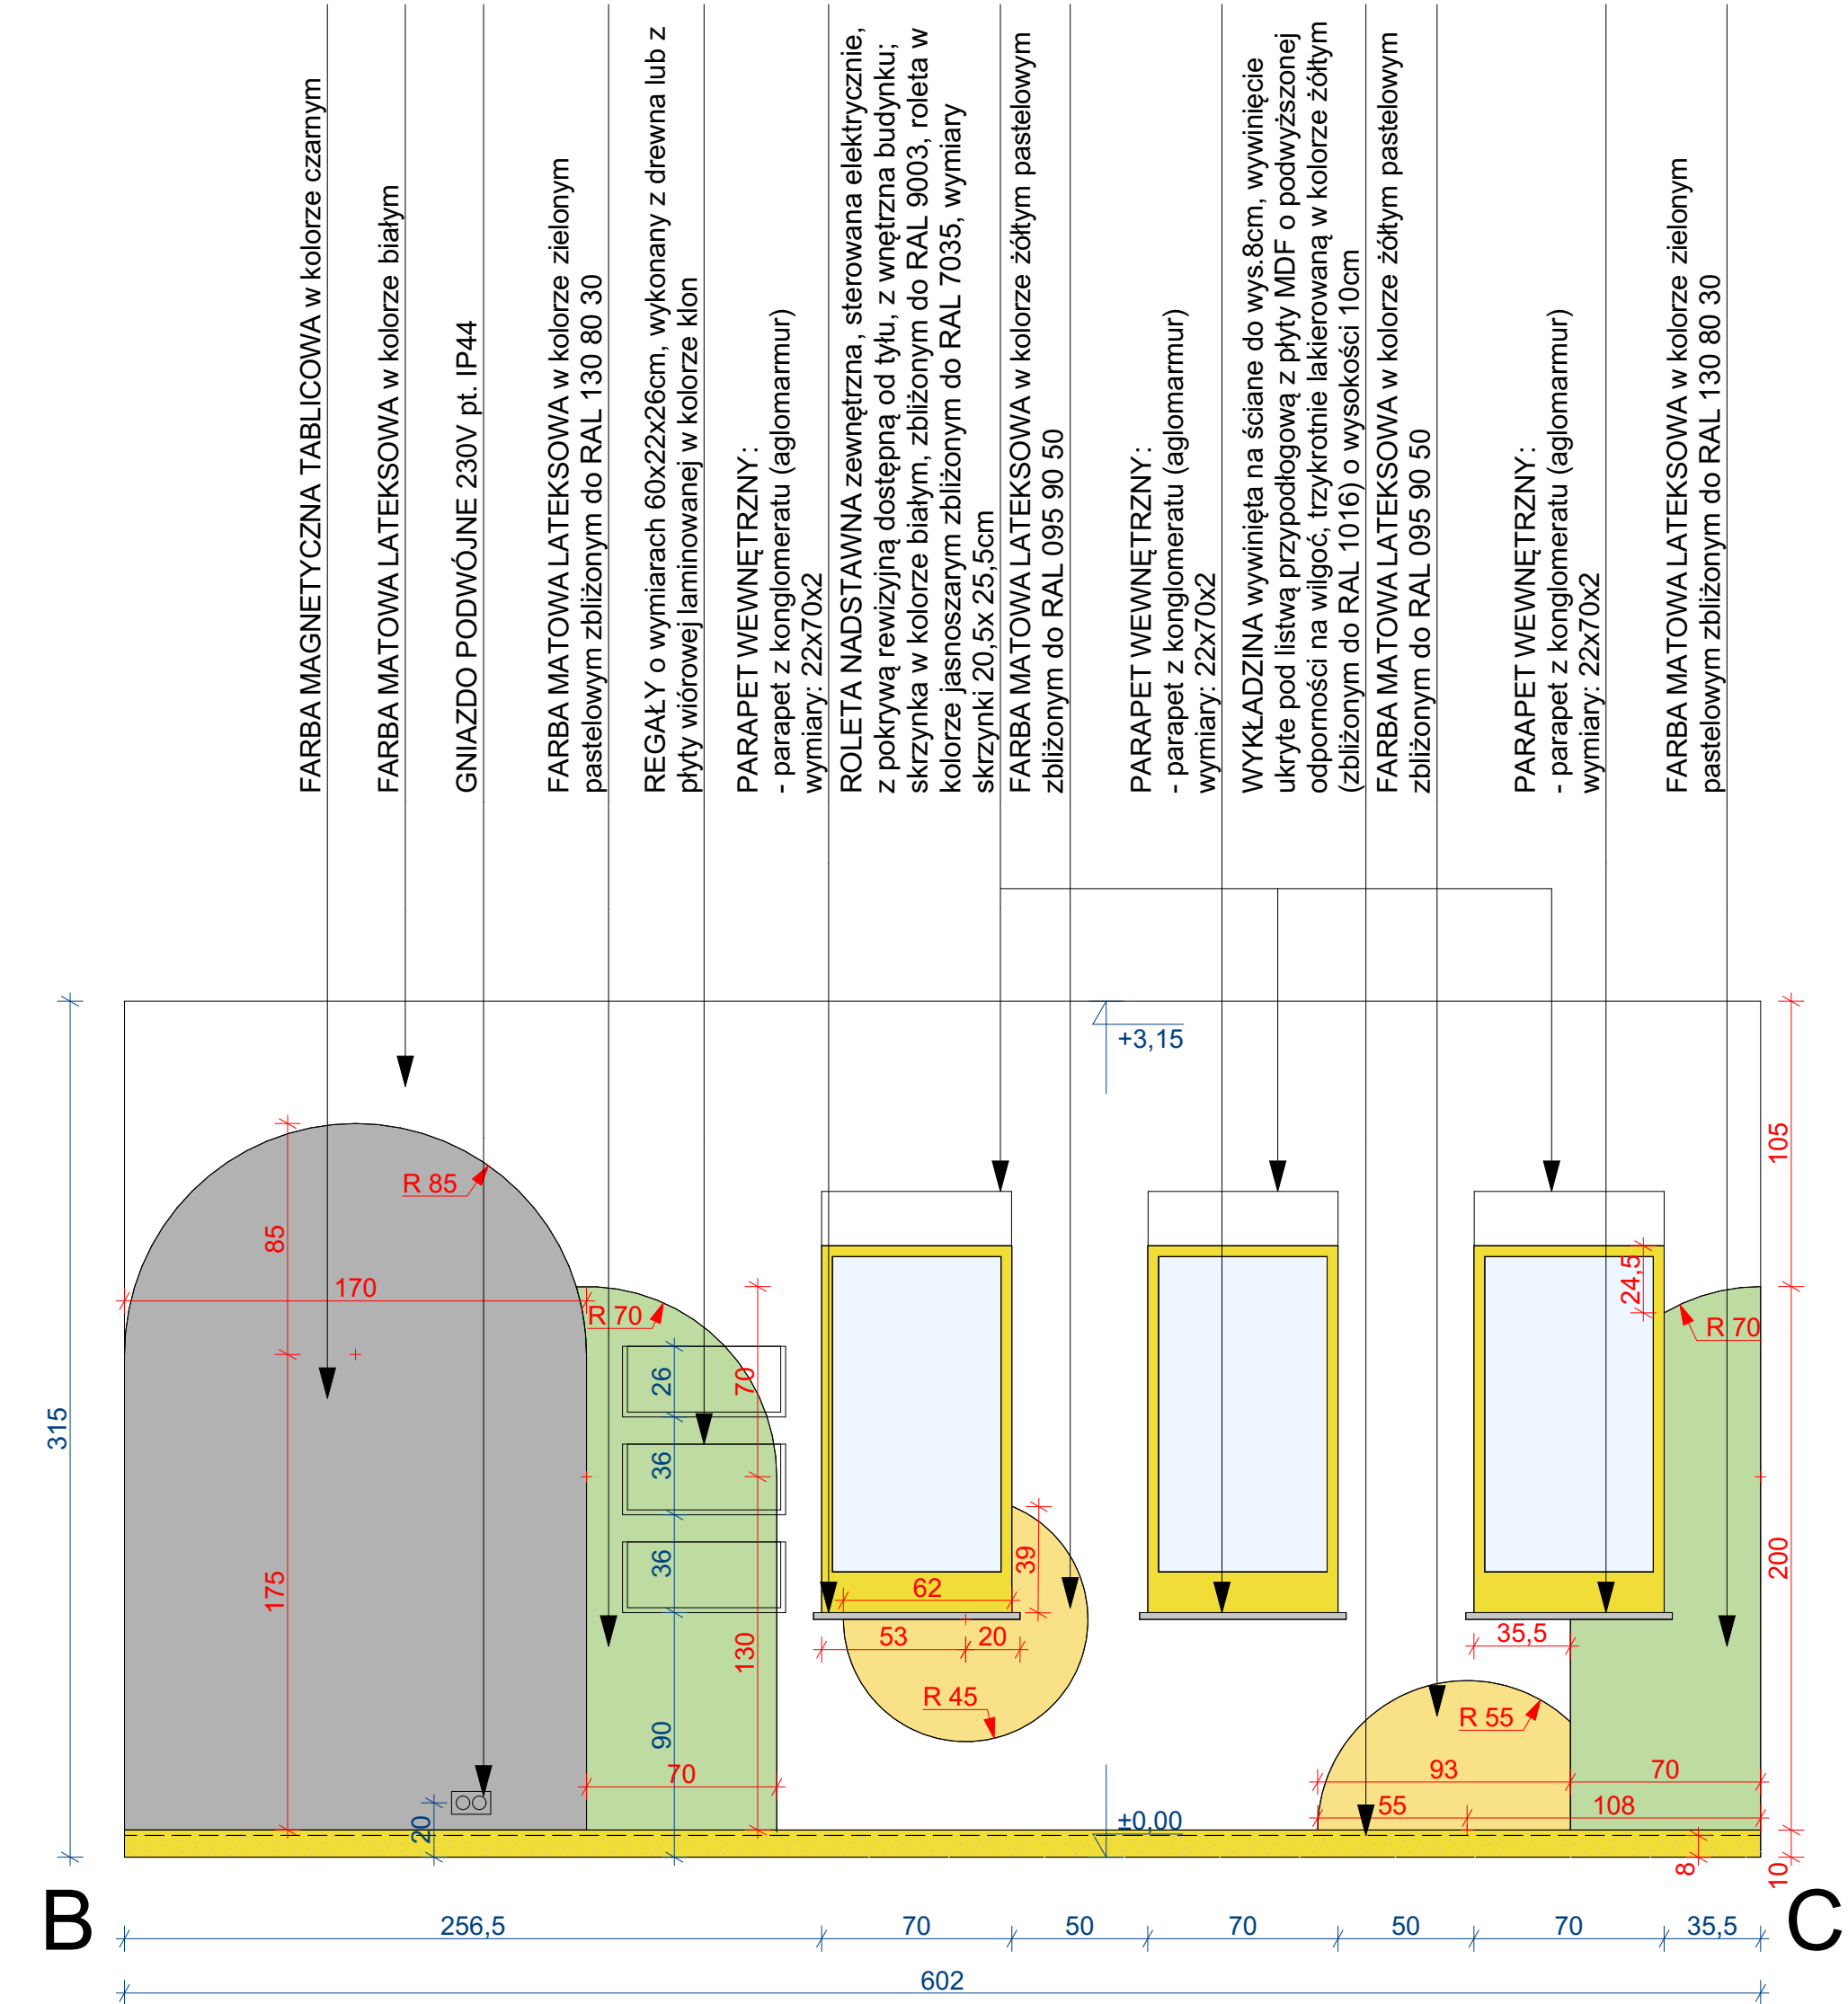 FARBA MAGNETYCZNA TABLICOWA w kolorze czarnym
FARBA MATOWA LATEKSOWA w kolorze białym
GNIAZDO PODWÓJNE 230V pt. IP44
FARBA MATOWA LATEKSOWA w kolorze zielonym
pastelowym zbliżonym do RAL 130 80 30
REGAŁY o wymiarach 60x22x26cm, wykonany z drewna lub z
płyty wiórowej laminowanej w kolorze klon
PARAPET WEWNĘTRZNY:
- parapet z konglomeratu (aglomarmur)
wymiary: 22x70x2
ROLETA NADSTAWNA zewnętrzna, sterowana elektrycznie,
z pokrywą rewizyjną dostępną od tyłu, z wnętrzna budynku;
skrzynka w kolorze białym, zbliżonym do RAL 9003, roleta w
kolorze jasnoszarym zbliżonym do RAL 7035, wymiary
skrzynki 20,5x 25,5cm
FARBA MATOWA LATEKSOWA w kolorze żółtym pastelowym
zbliżonym do RAL 095 90 50
PARAPET WEWNĘTRZNY:
- parapet z konglomeratu (aglomarmur)
wymiary: 22x70x2
WYKŁADZINA wywinięta na ściane do wys.8cm, wywinięcie
ukryte pod listwą przypodłogową z płyty MDF o podwyższonej
odporności na wilgoć, trzykrotnie lakierowaną w kolorze żółtym
(zbliżonym do RAL 1016) o wysokości 10cm
FARBA MATOWA LATEKSOWA w kolorze żółtym pastelowym
zbliżonym do RAL 095 90 50
PARAPET WEWNĘTRZNY:
- parapet z konglomeratu (aglomarmur)
wymiary: 22x70x2
FARBA MATOWA LATEKSOWA w kolorze zielonym
pastelowym zbliżonym do RAL 130 80 30
+3,15
105
R 85
85
170
R 70
24,5
R 70
26
70
315
36
39
36
175
62
200
53
20
35,5
130
R 45
R 55
90
70
93
70
55
108
20
±0,00
8
10
B
C
256,5
70
50
70
50
70
35,5
602